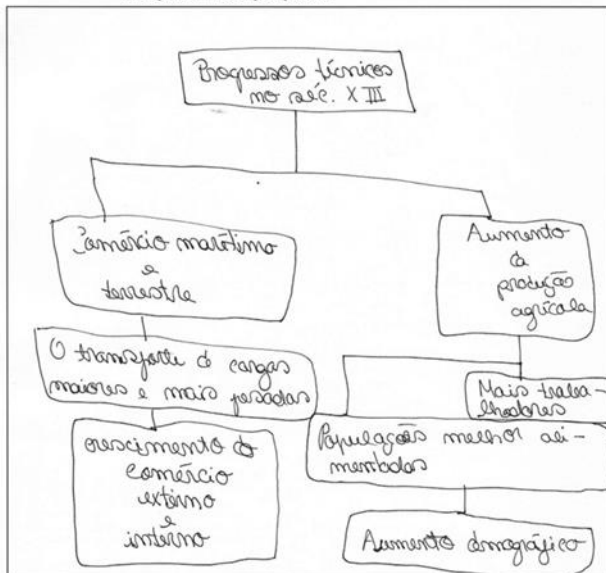 Progressos técnicos
no séc. XIII
Comércio marítimo
e
terrestre
O transporte de cargas
maiores e mais pesadas
crescimento do
comércio
externo
e
interno
Aumento
da
produção
agrícola
Mais traba-
lhadores
Populações melhor ali-
mentadas
Aumento demográfico